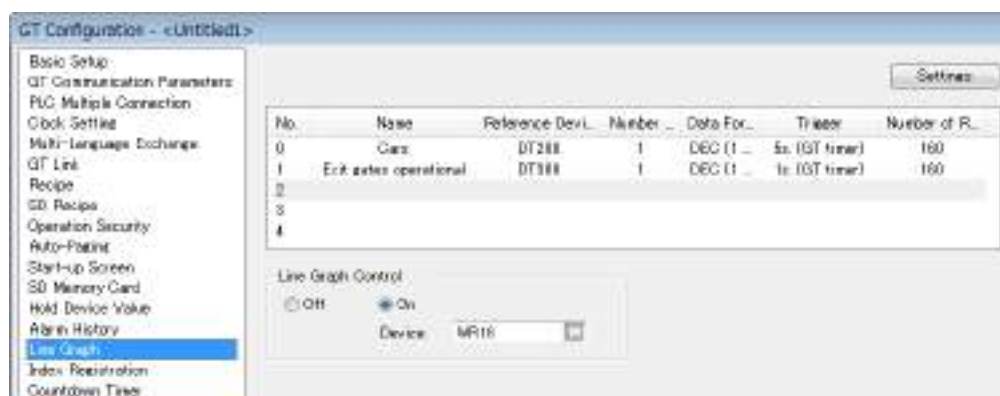 GT Configuration - <Untitled1>
Basic Setup
GT Communication Parameters
PLC Multiple Connection
Clock Setting
Multi-Language Exchange
GT Link
Recipe
SD Recipe
Operation Security
Auto-Paging
Start-up Screen
SD Memory Card
Hold Device Value
Alarm History
Line Graph
Index Registration
Countdown Timer
Settings
No. Name Reference Devi... Number ... Data For... Trigger Number of R...
0 Cars 1 DEC (1 ... 5s. (GT timer) 160
1 Exit gates operational 1 DEC (1 ... 1s. (GT timer) 160
2
3
4
Line Graph Control
Off On
Device